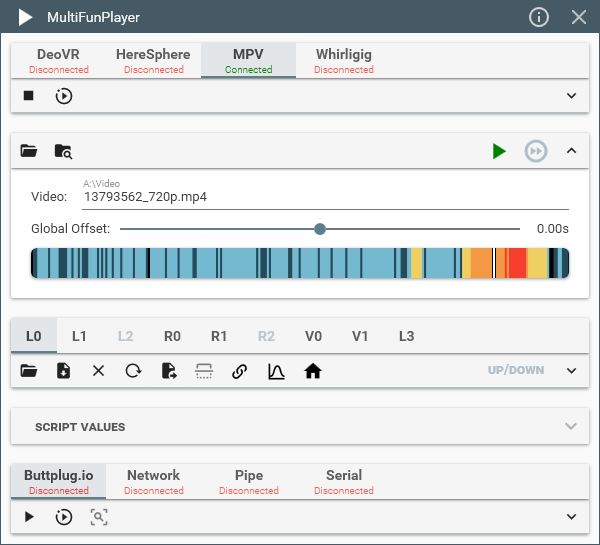 MultiFunPlayer
DeoVR HereSphere MPV Whirligig
Disconnected Disconnected Connected Disconnected
A:\Video
Video: 13793562_720p.mp4
Global Offset: 0.00s
L0 L1 L2 R0 R1 R2 V0 V1 L3
UP/DOWN
SCRIPT VALUES
Buttplug.io Network Pipe Serial
Disconnected Disconnected Disconnected Disconnected